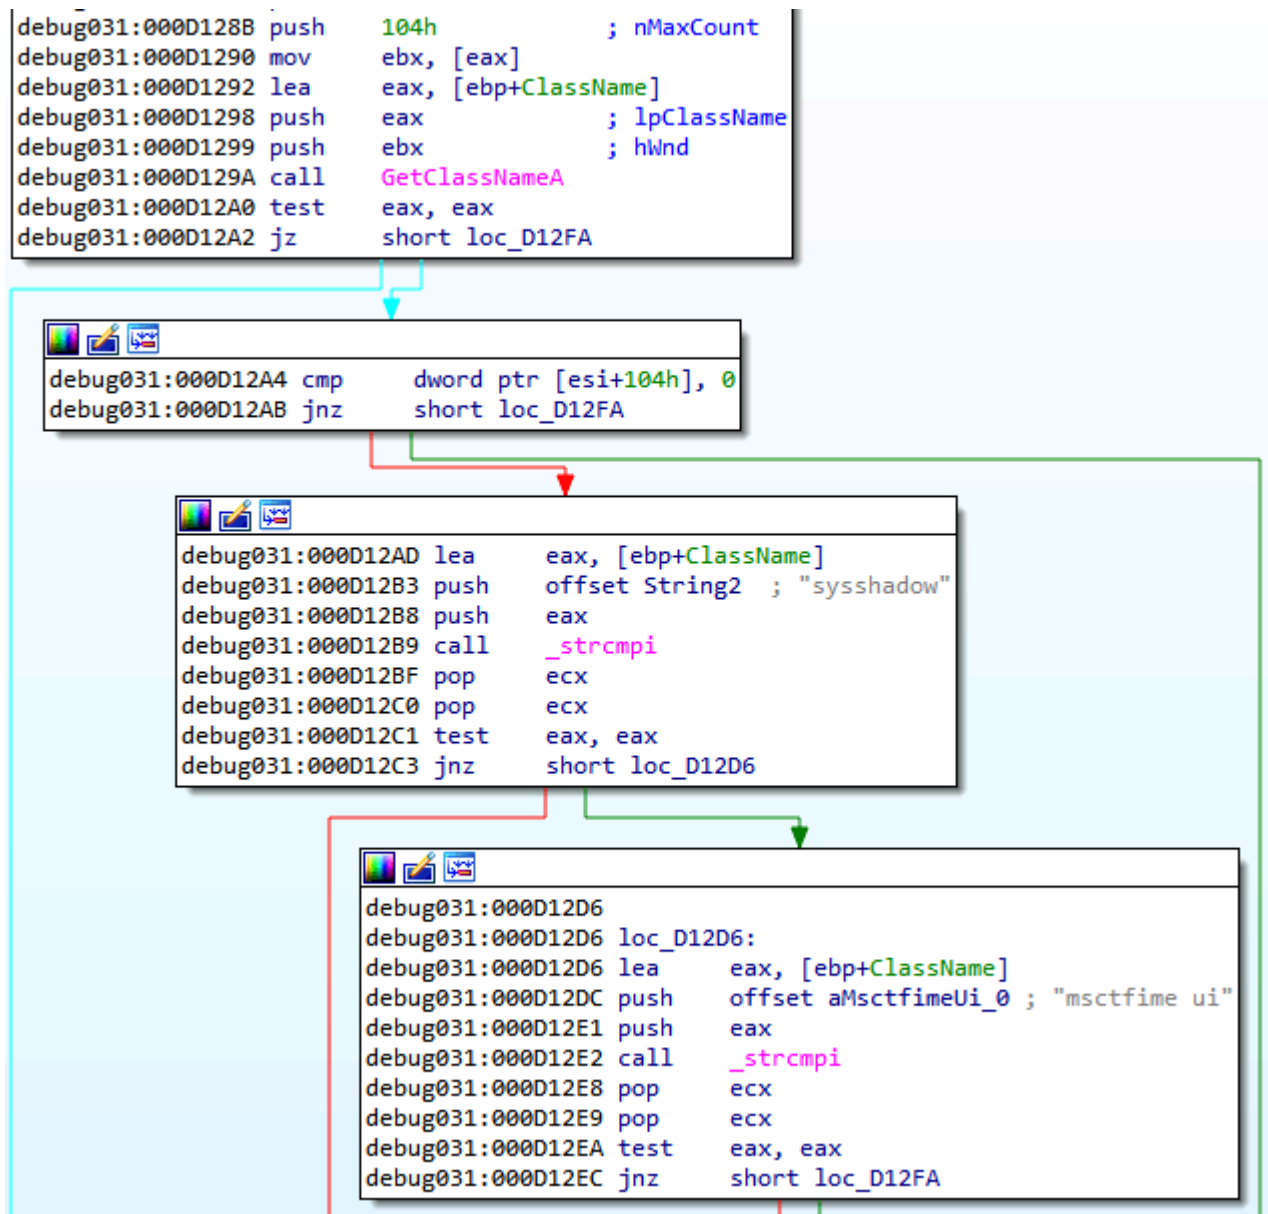 debug031:000D128B push 104h ; nMaxCount
debug031:000D1290 mov ebx, [eax]
debug031:000D1292 lea eax, [ebp+ClassName]
debug031:000D1298 push eax ; lpClassName
debug031:000D1299 push ebx ; hWnd
debug031:000D129A call GetClassNameA
debug031:000D12A0 test eax, eax
debug031:000D12A2 jz short loc_D12FA
debug031:000D12A4 cmp dword ptr [esi+104h], 0
debug031:000D12AB jnz short loc_D12FA
debug031:000D12AD lea eax, [ebp+ClassName]
debug031:000D12B3 push offset String2 ; "sysshadow"
debug031:000D12B8 push eax
debug031:000D12B9 call _strcmpi
debug031:000D12BF pop ecx
debug031:000D12C0 pop ecx
debug031:000D12C1 test eax, eax
debug031:000D12C3 jnz short loc_D12D6
debug031:000D12D6
debug031:000D12D6 loc_D12D6:
debug031:000D12D6 lea eax, [ebp+ClassName]
debug031:000D12DC push offset aMsctfimeUi_0 ; "msctfime ui"
debug031:000D12E1 push eax
debug031:000D12E2 call _strcmpi
debug031:000D12E8 pop ecx
debug031:000D12E9 pop ecx
debug031:000D12EA test eax, eax
debug031:000D12EC jnz short loc_D12FA